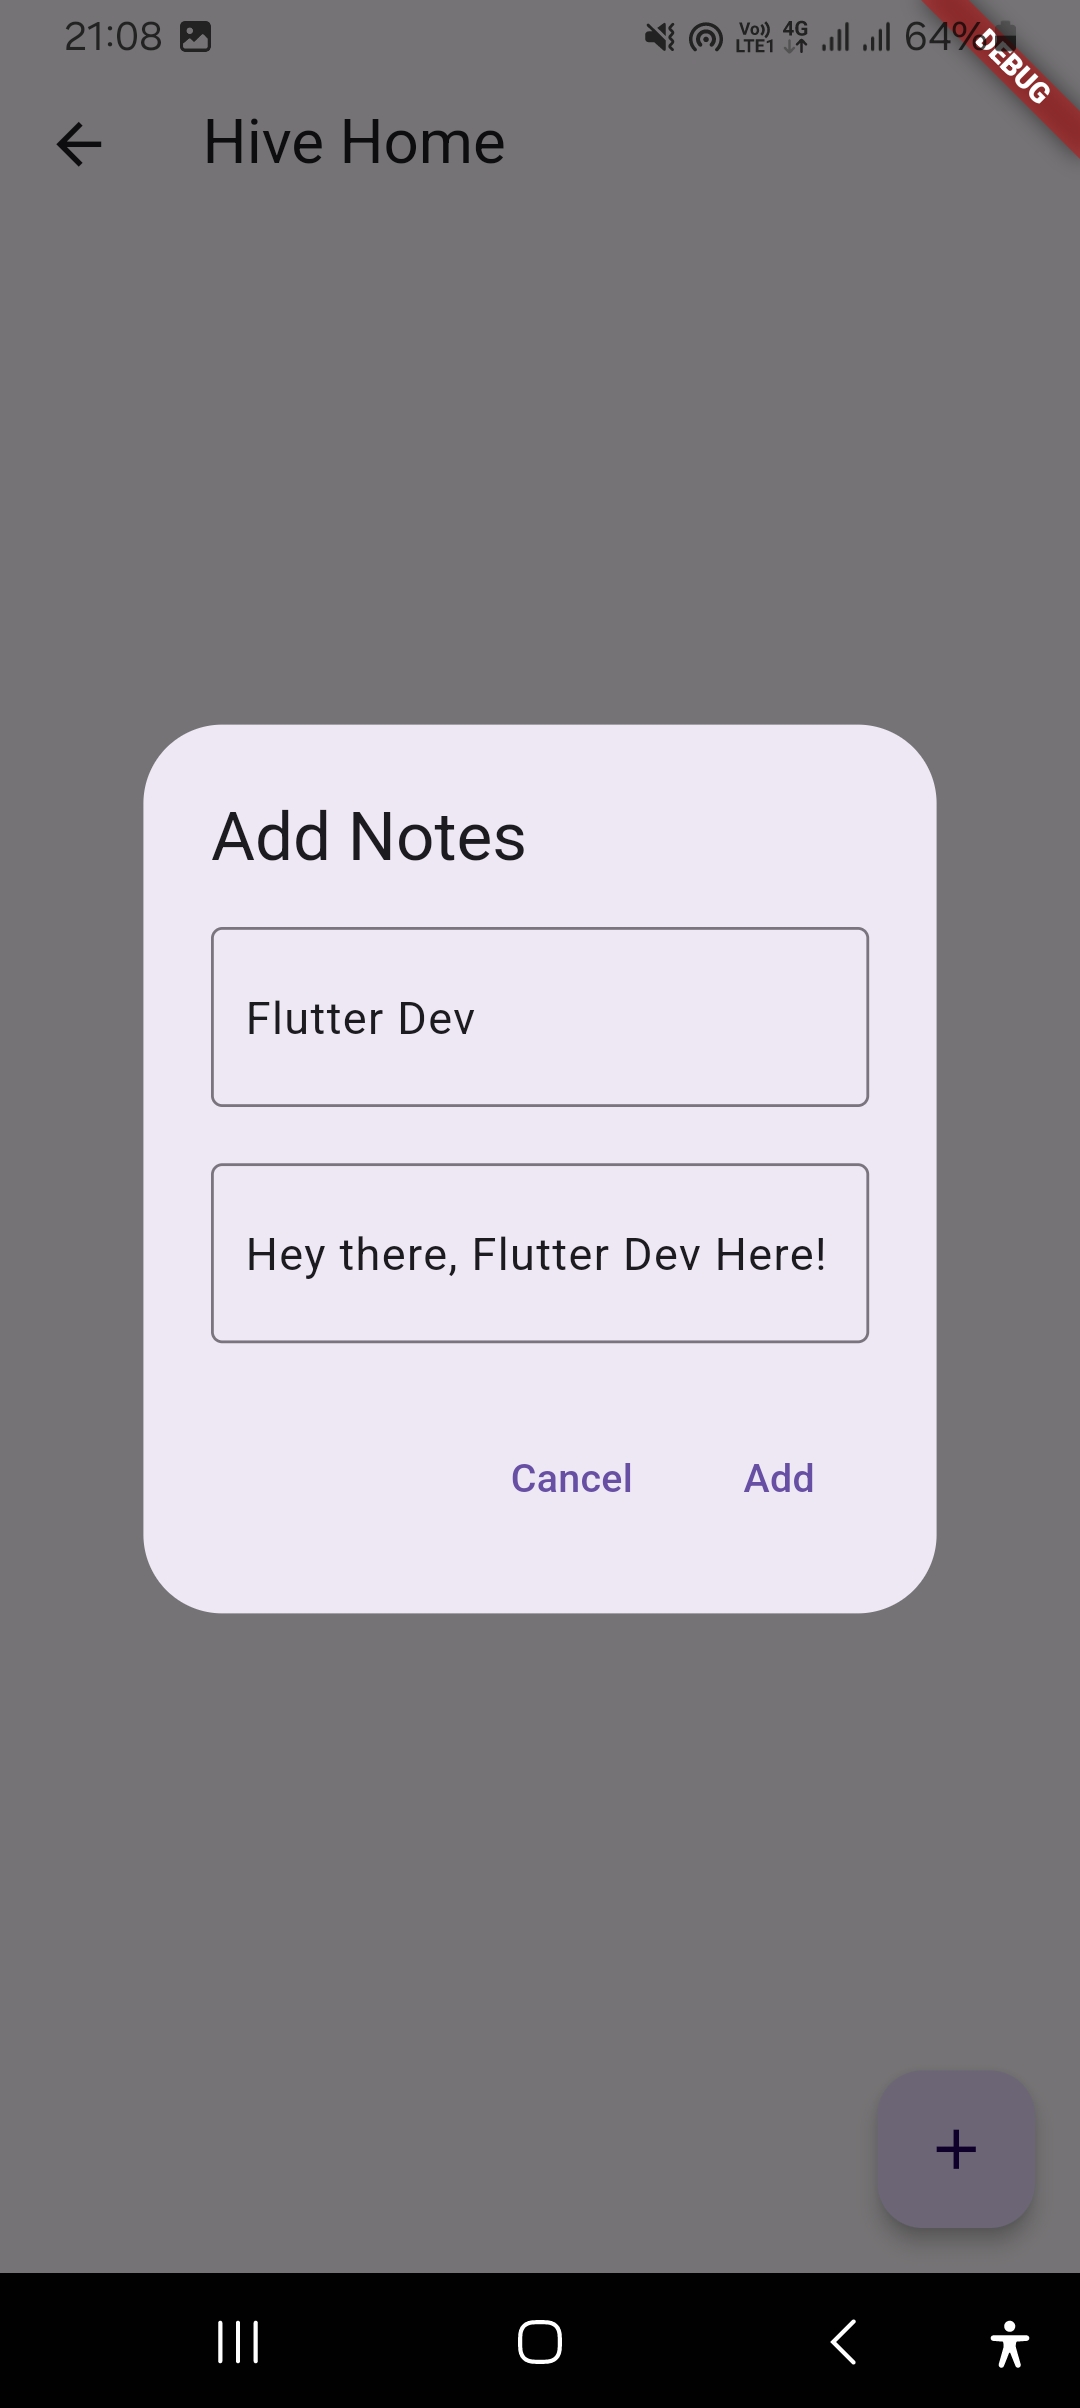 21:08
Vo)) 4G
LTE1
64%
DEBUG
Hive Home
Add Notes
Flutter Dev
Hey there, Flutter Dev Here!
Cancel Add